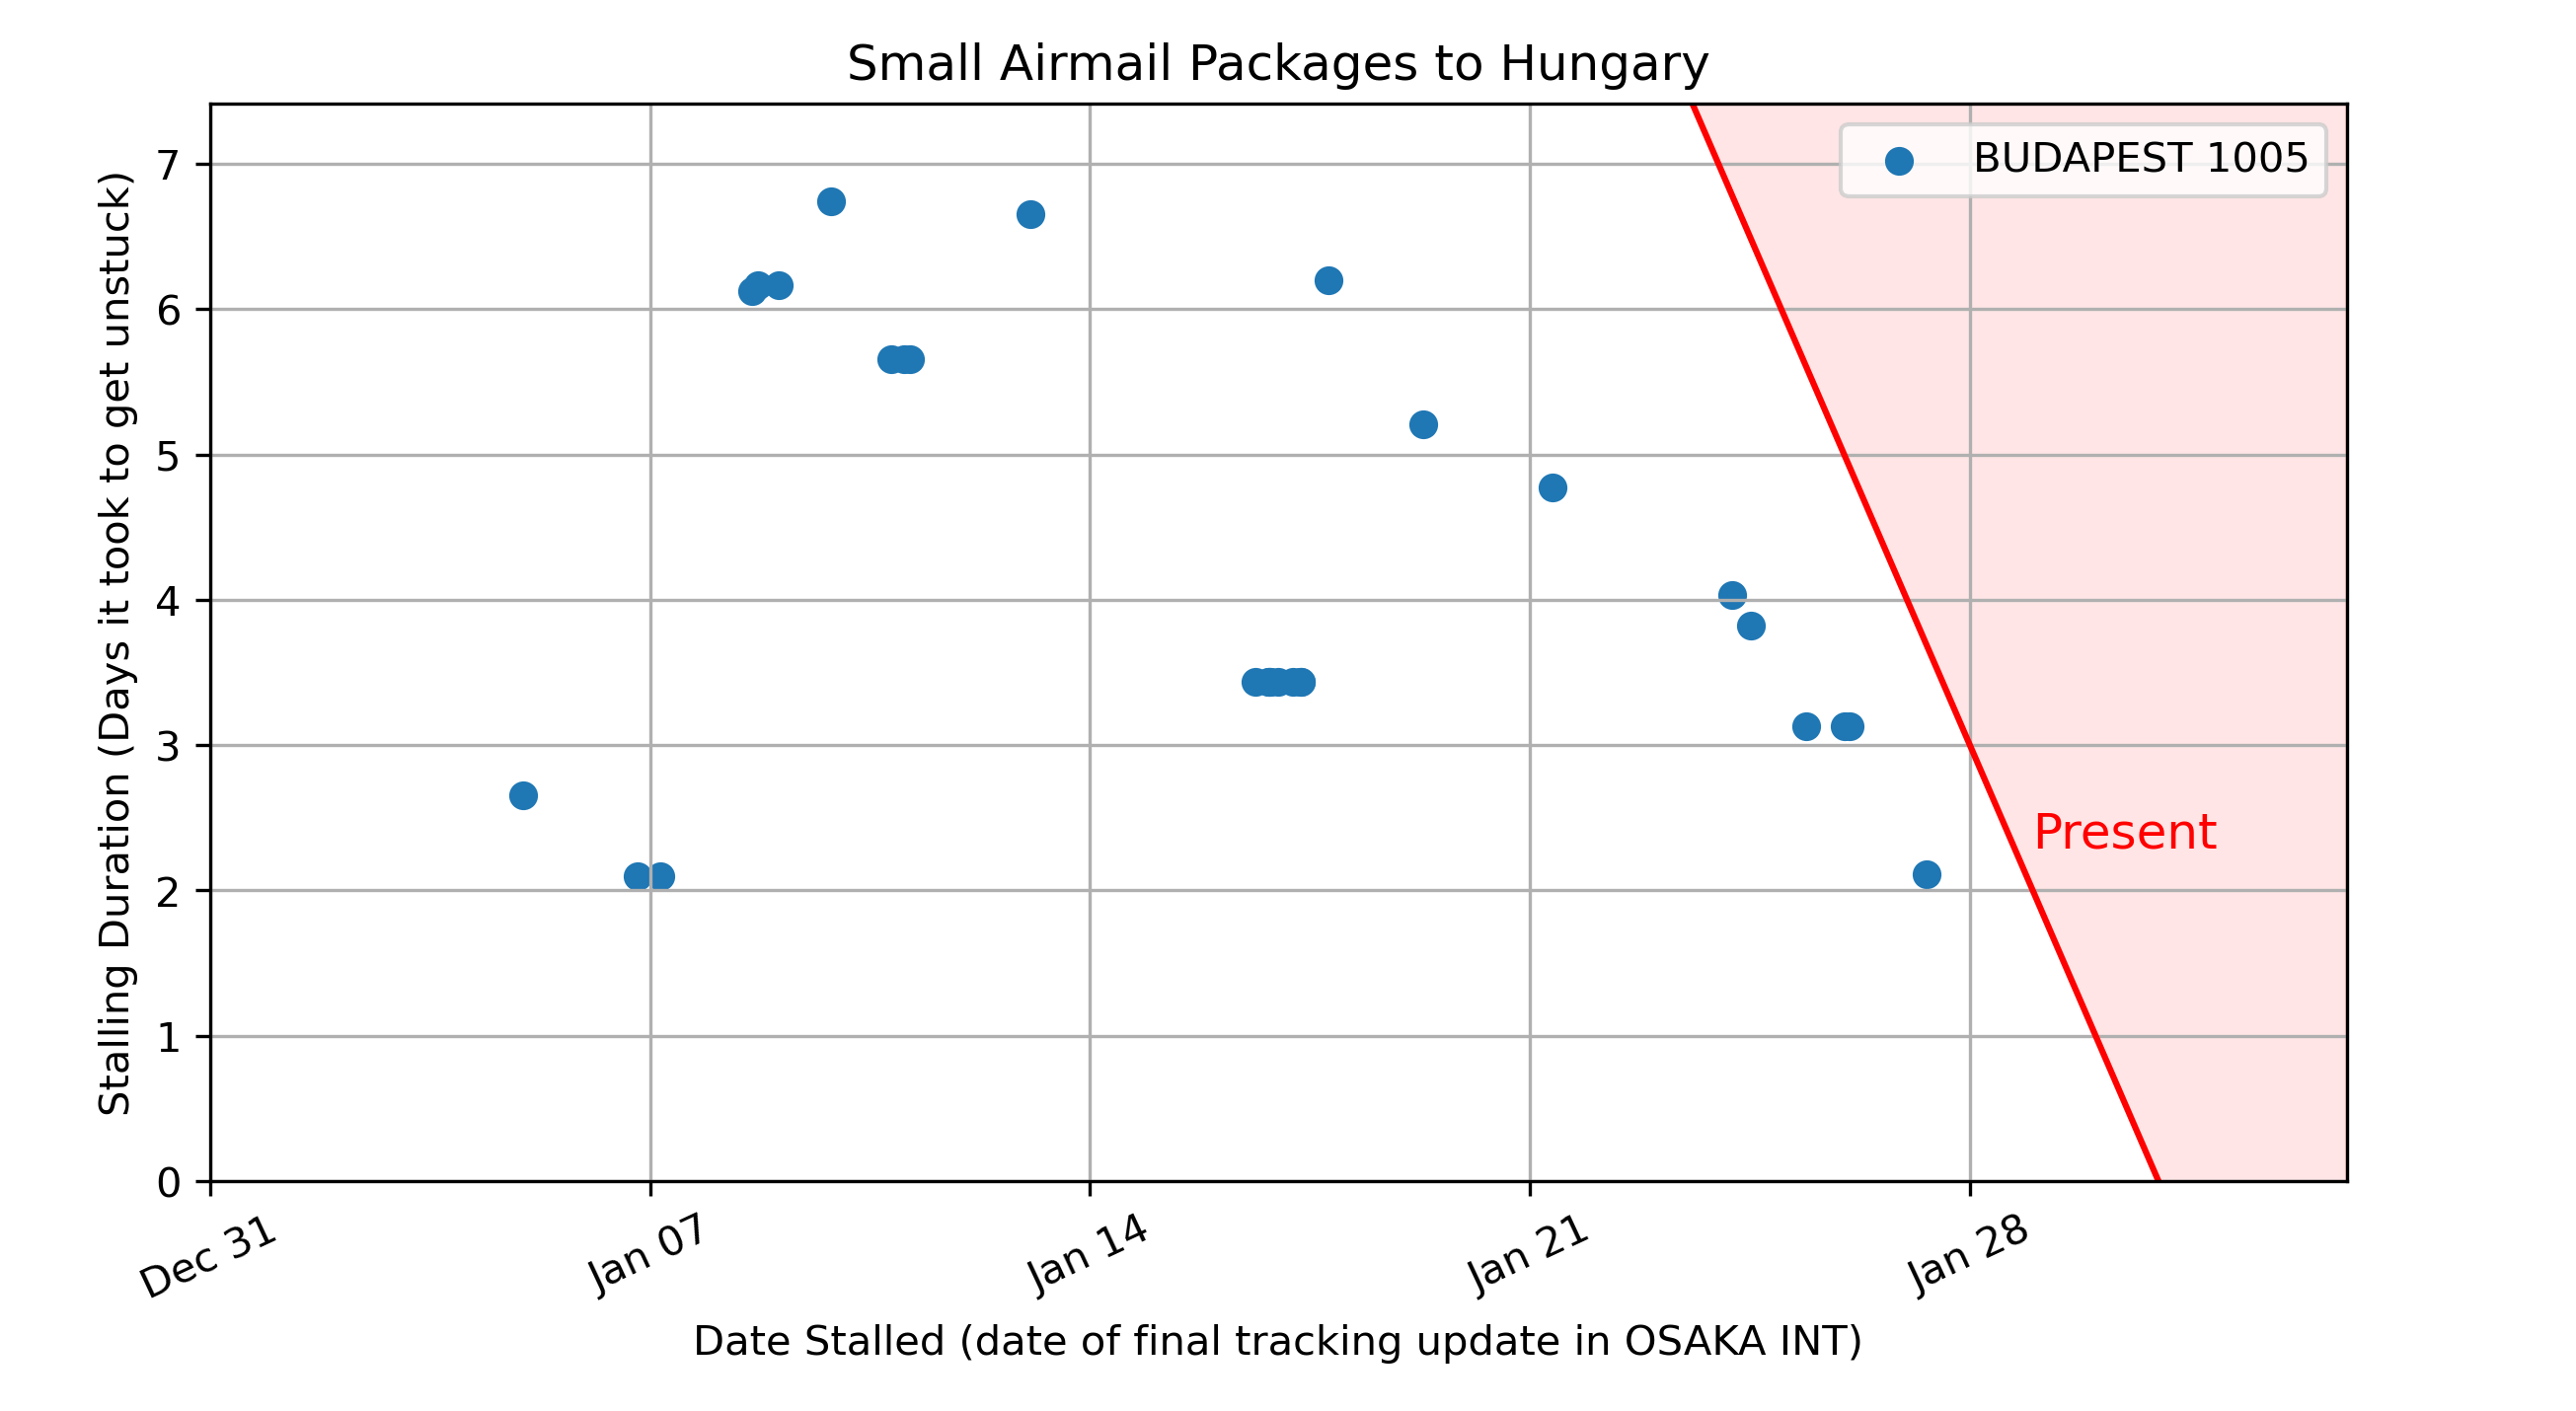 Small Airmail Packages to Hungary
Stalling Duration (Days it took to get unstuck)
7
6
5
4
3
2
1
0
BUDAPEST 1005
Present
Dec 31
Jan 07
Jan 14
Jan 21
Jan 28
Date Stalled (date of final tracking update in OSAKA INT)